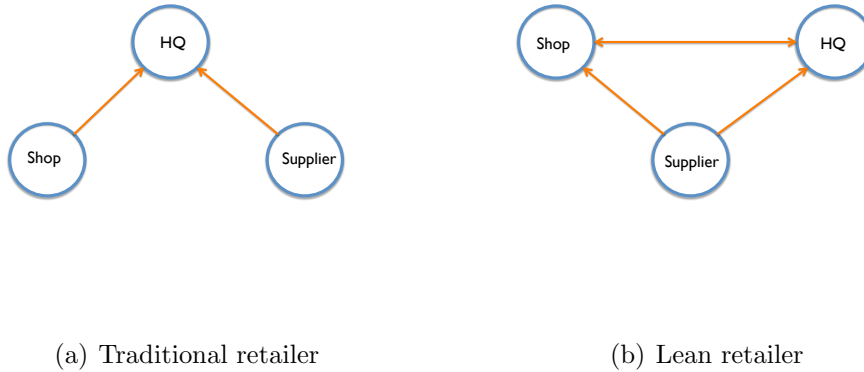 HQ
Shop
Supplier
Shop
HQ
Supplier
(a) Traditional retailer
(b) Lean retailer